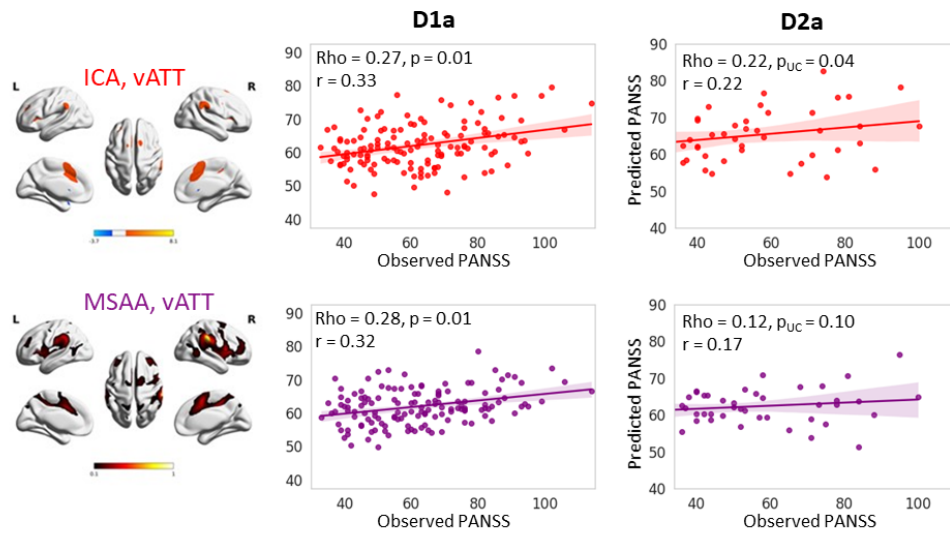 D1a
D2a
ICA, vATT
L
R
-3.7
8.1
90
80
70
60
50
40
Rho = 0.27, p = 0.01
r = 0.33
40
60
80
100
Observed PANSS
Predicted PANSS
90
80
70
60
50
40
Rho = 0.22, pUC = 0.04
r = 0.22
40
60
80
100
Observed PANSS
MSAA, vATT
L
R
0.1
1
90
80
70
60
50
40
Rho = 0.28, p = 0.01
r = 0.32
40
60
80
100
Observed PANSS
Predicted PANSS
90
80
70
60
50
40
Rho = 0.12, pUC = 0.10
r = 0.17
40
60
80
100
Observed PANSS